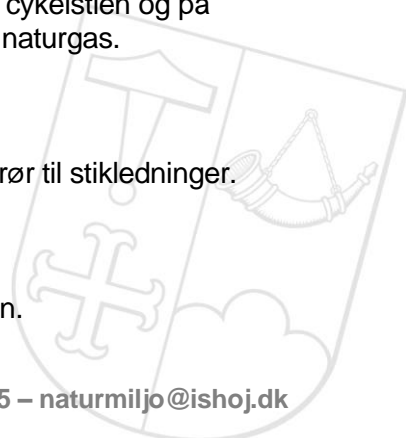 cykelstien og på
naturgas.
rør til stikledninger.
n.
5 – naturmiljo@ishoj.dk